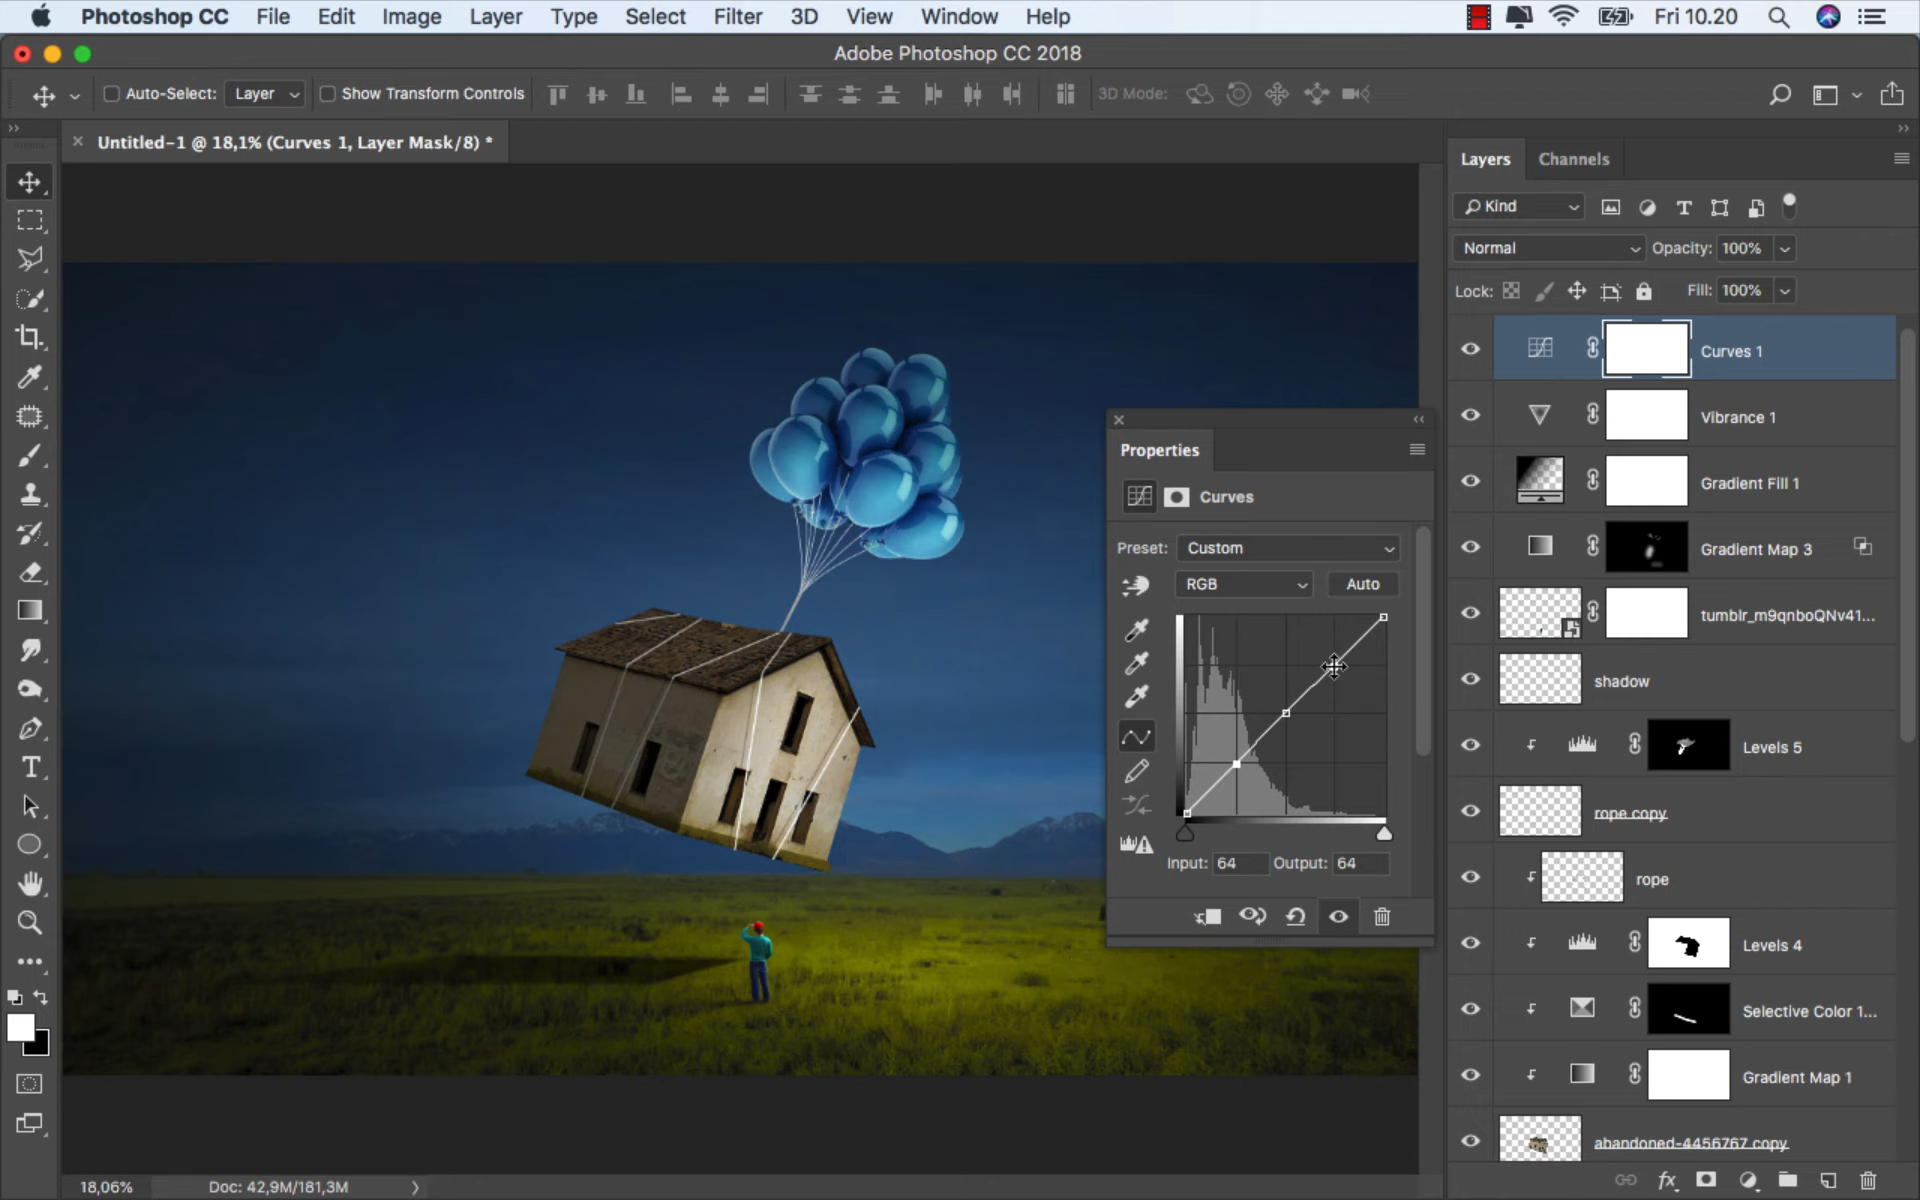 Photoshop CC File Edit Image Layer Type Select Filter 3D View Window Help Fri 10.20
Adobe Photoshop CC 2018
Auto-Select: Layer Show Transform Controls 3D Mode:
Untitled-1 @ 18,1% (Curves 1, Layer Mask/8) *
Layers Channels
Kind
Normal Opacity: 100%
Lock: Fill: 100%
Curves 1
Vibrance 1
Gradient Fill 1
Gradient Map 3
tumblr_m9qnboQNv41...
shadow
Levels 5
rope copy
rope
Levels 4
Selective Color 1...
Gradient Map 1
abandoned-4456767 copy
Properties
Curves
Preset: Custom
RGB Auto
Input: 64 Output: 64
18,06% Doc: 42,9M/181,3M